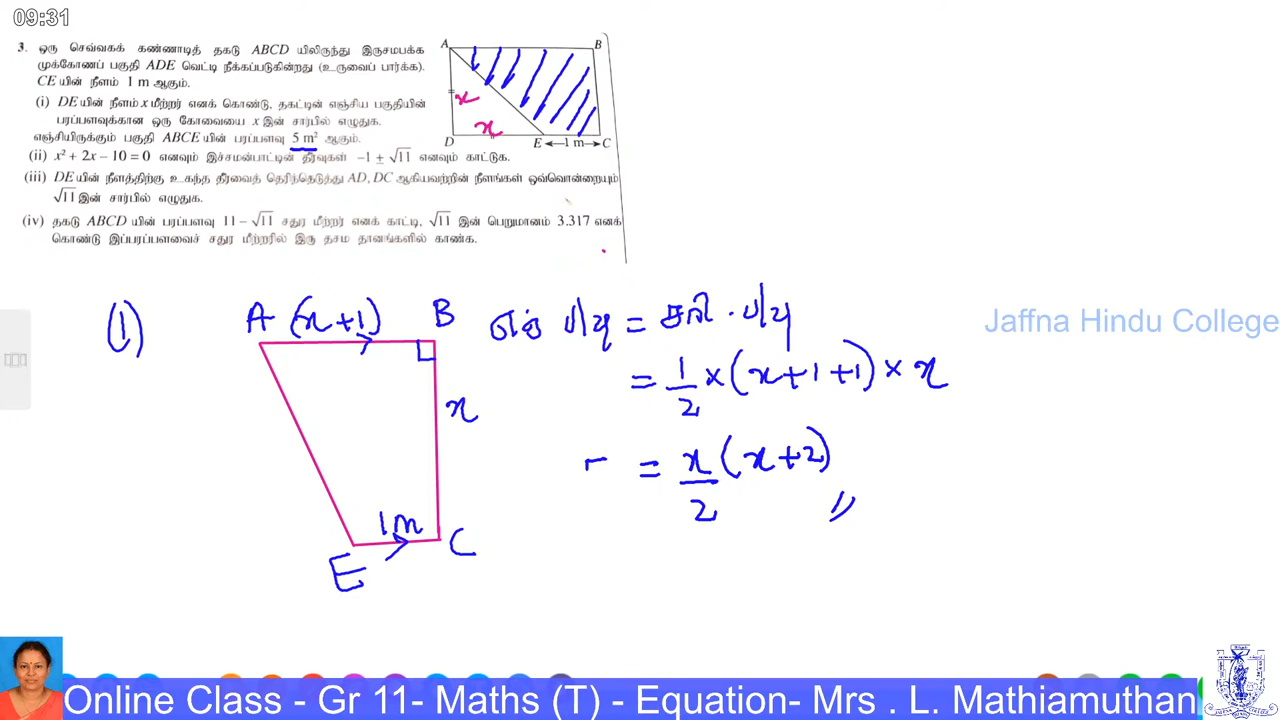 09:31
3. ஒரு செவ்வகக் கண்ணாடித் தகடு ABCD யிலிருந்து இருசமபக்க
முக்கோணப் பகுதி ADE வெட்டி நீக்கப்படுகின்றது (உருவைப் பார்க்க).
CE யின் நீளம் 1 m ஆகும்.
(i) DE யின் நீளம் x மீற்றர் எனக் கொண்டு, தகட்டின் எஞ்சிய பகுதியின்
பரப்பளவுக்கான ஒரு கோவையை x இன் சார்பில் எழுதுக.
எஞ்சியிருக்கும் பகுதி ABCE யின் பரப்பளவு 5 m² ஆகும்.
(ii) x² + 2x – 10 = 0 எனவும் இச்சமன்பாட்டின் தீர்வுகள் –1 ± √11 எனவும் காட்டுக.
(iii) DE யின் நீளத்திற்கு உகந்த தீர்வைத் தெரிந்தெடுத்து AD, DC ஆகியவற்றின் நீளங்கள் ஒவ்வொன்றையும்
√11 இன் சார்பில் எழுதுக.
(iv) தகடு ABCD யின் பரப்பளவு 11 – √11 சதுர மீற்றர் எனக் காட்டி, √11 இன் பெறுமானம் 3.317 எனக்
கொண்டு இப்பரப்பளவைச் சதுர மீற்றரில் இரு தசம தானங்களில் காண்க.
A B
x
x
D E 1 m C
(1)
A (x+1) B
x
1m
E C
= 
= 1/2 × (x+1+1) × x
= x/2 (x+2)
Jaffna Hindu College
Online Class - Gr 11- Maths (T) - Equation- Mrs . L. Mathiamuthan